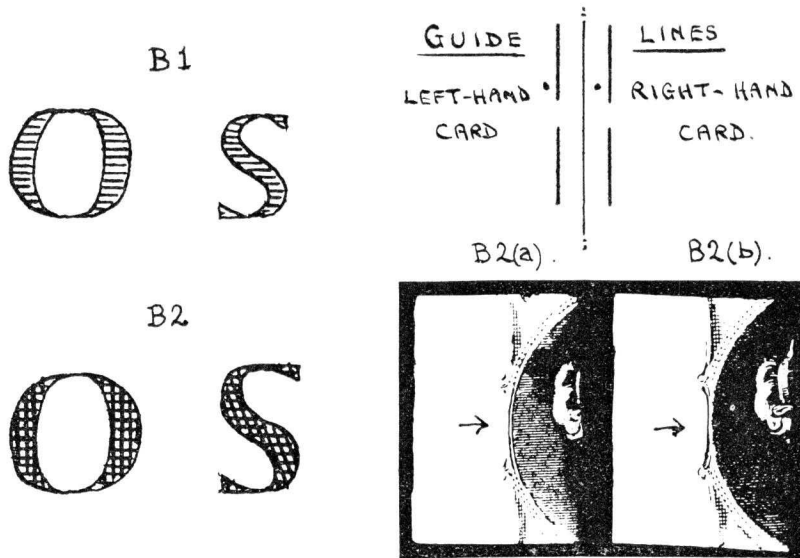 B1
O S
B2
O S
GUIDE LINES
LEFT-HAND RIGHT-HAND
CARD CARD.
B2(a). B2(b).